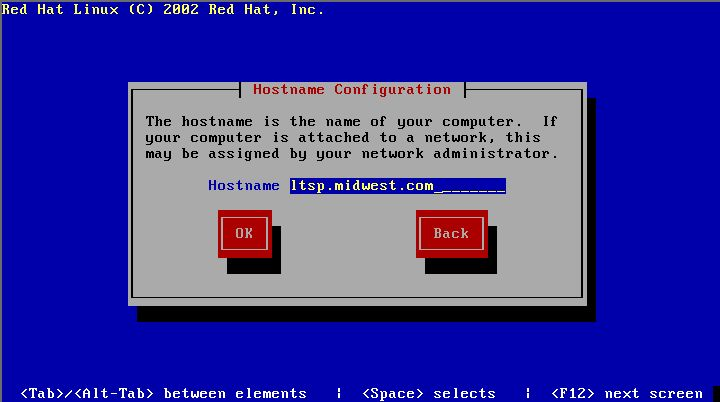 Red Hat Linux (C) 2002 Red Hat, Inc.
Hostname Configuration
The hostname is the name of your computer.  If
your computer is attached to a network, this
may be assigned by your network administrator.
Hostname ltsp.midwest.com_______
OK Back
<Tab>/<Alt-Tab> between elements   |  <Space> selects   |  <F12> next screen